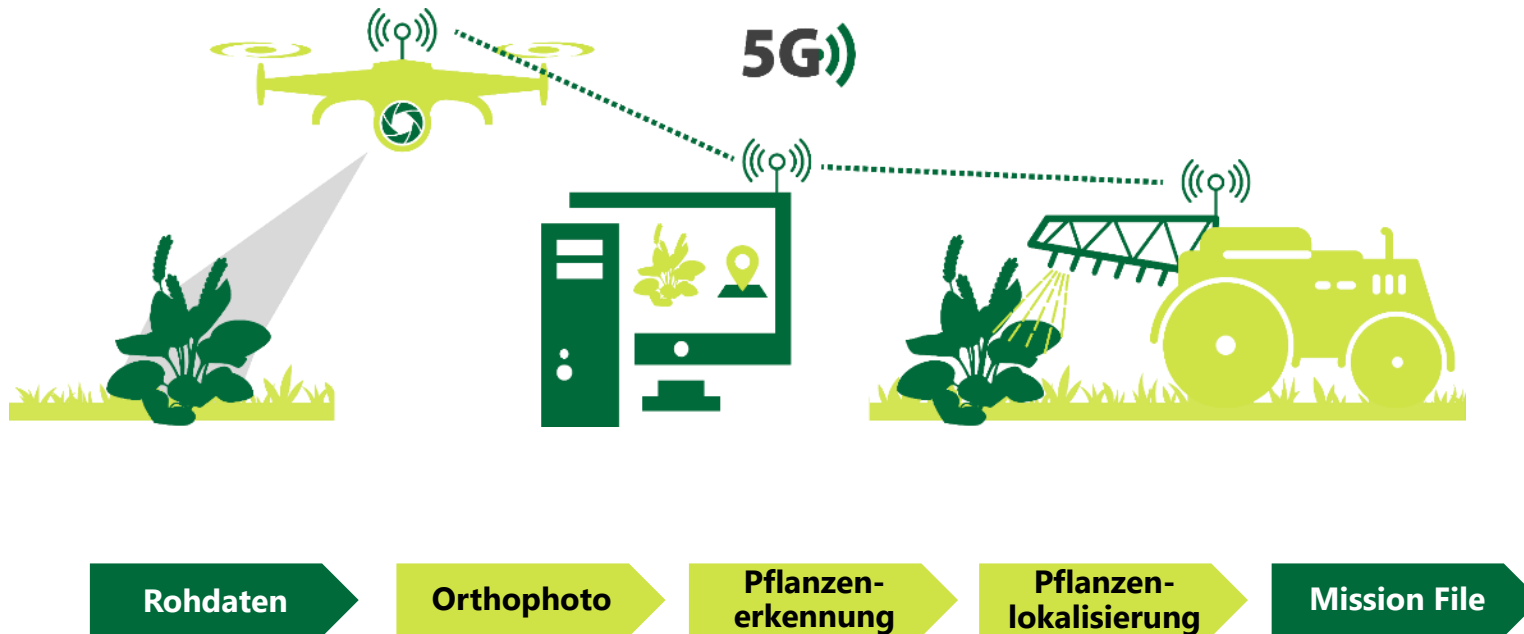 5G
Rohdaten
Orthophoto
Pflanzen-
erkennung
Pflanzen-
lokalisierung
Mission File